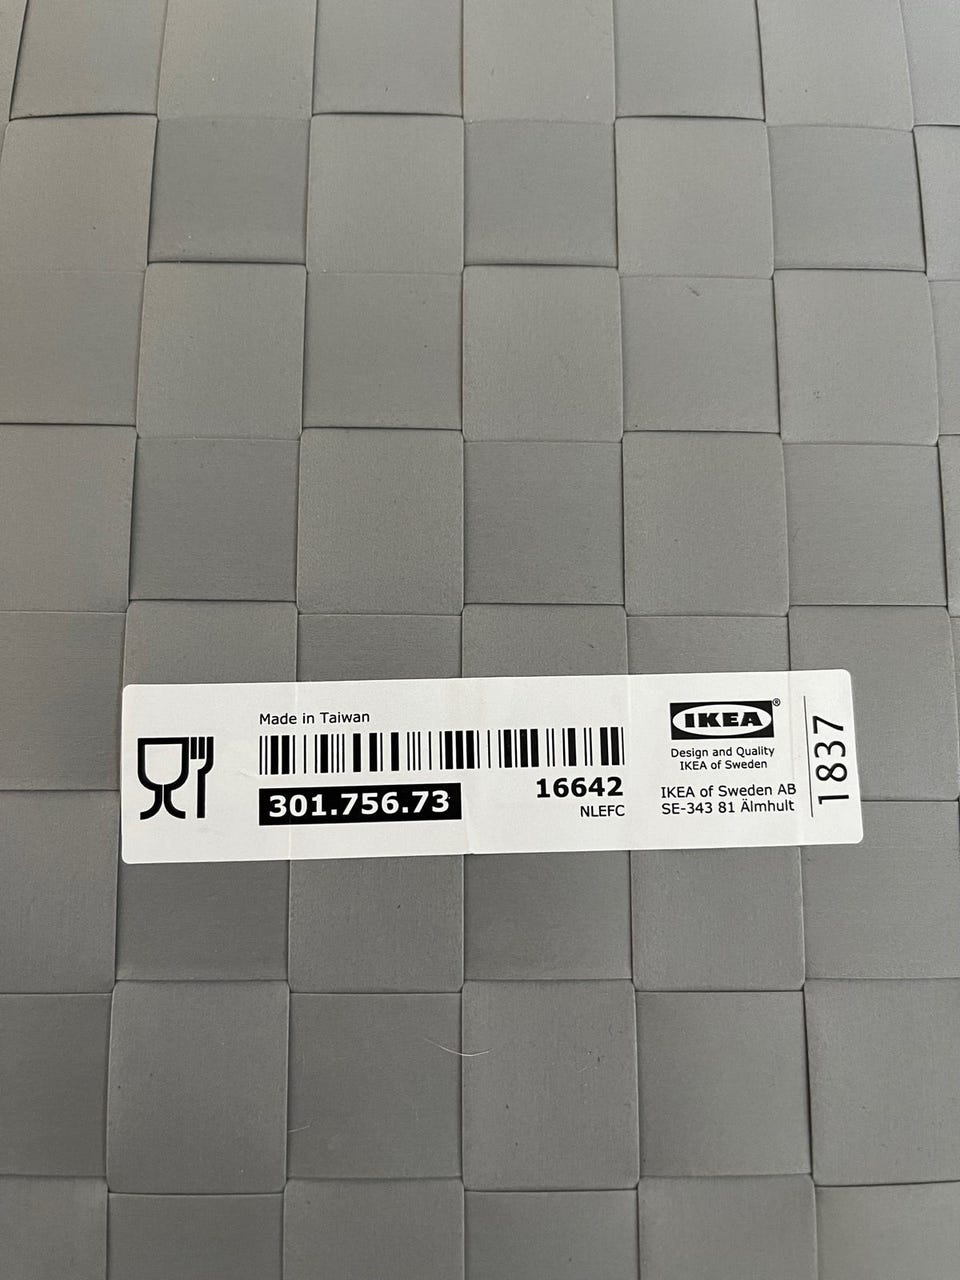 Made in Taiwan
301.756.73
16642
NLEFC
IKEA®
Design and Quality
IKEA of Sweden
IKEA of Sweden AB
SE-343 81 Älmhult
1837